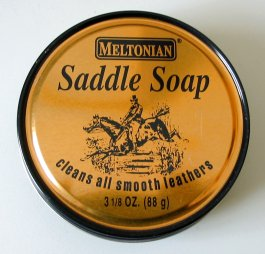 MELTONIAN
Saddle Soap
cleans all smooth leathers
3 1/8 OZ. (88 g)